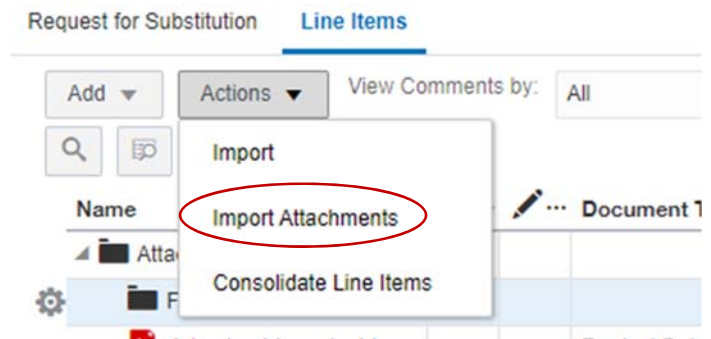 Request for Substitution Line Items
Add Actions View Comments by: All
Import
Name Import Attachments ... Document
Consolidate Line Items